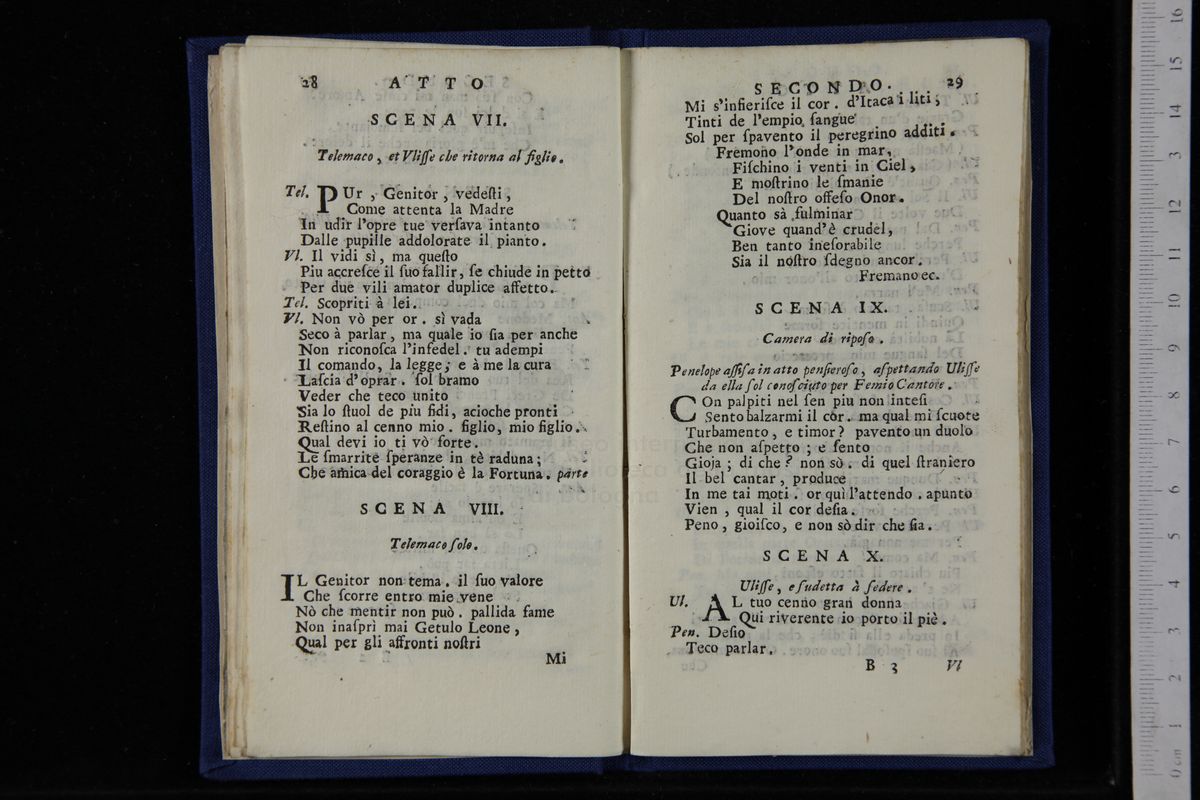 28 ATTO
SCENA VII.
Telemaco, et Vlisse che ritorna al figlio.
Tel. PUr, Genitor, vedesti,
Come attenta la Madre
In udir l'opre tue versava intanto
Dalle pupille addolorate il pianto.
Vl. Il vidi sì, ma questo
Piu accresce il suo fallir, se chiude in petto
Per due vili amator duplice affetto.
Tel. Scopriti à lei.
Vl. Non vò per or. sì vada
Seco à parlar, ma quale io sia per anche
Non riconosca l'infedel. tu adempi
Il comando, la legge, e à me la cura
Lascia d'oprar. sol bramo
Veder che teco unito
Sia lo stuol de piu fidi, acioche pronti
Restino al cenno mio. figlio, mio figlio.
Qual devi io ti vò forte.
Le smarrite speranze in tè raduna;
Che amica del coraggio è la Fortuna. parte
SCENA VIII.
Telemaco solo.
IL Genitor non tema. il suo valore
Che scorre entro mie vene
Nò che mentir non può. pallida fame
Non inasprì mai Getulo Leone,
Qual per gli affronti nostri
Mi
SECONDO. 29
Mi s'infierisce il cor. d'Itaca i liti;
Tinti de l'empio sangue
Sol per spavento il peregrino additi.
Fremono l'onde in mar,
Fischino i venti in Ciel,
E mostrino le smanie
Del nostro offeso Onor.
Quanto sà fulminar
Giove quand'è crudel,
Ben tanto inesorabile
Sia il nostro sdegno ancor.
Fremano ec.
SCENA IX.
Camera di riposo.
Penelope assisa in atto pensieroso, aspettando Ulisse
da ella sol conosciuto per Femio Cantore.
COn palpiti nel sen piu non intesi
Sento balzarmi il cor. ma qual mi scuote
Turbamento, e timor? pavento un duolo
Che non aspetto; e sento
Gioja; di che? non sò. di quel straniero
Il bel cantar, produce
In me tai moti. or quì l'attendo. apunto
Vien, qual il cor desia.
Peno, gioisco, e non sò dir che sia.
SCENA X.
Ulisse, e sudetta à sedere.
Ul. AL tuo cenno gran donna
Qui riverente io porto il piè.
Pen. Desio
Teco parlar.
B 3 Vl